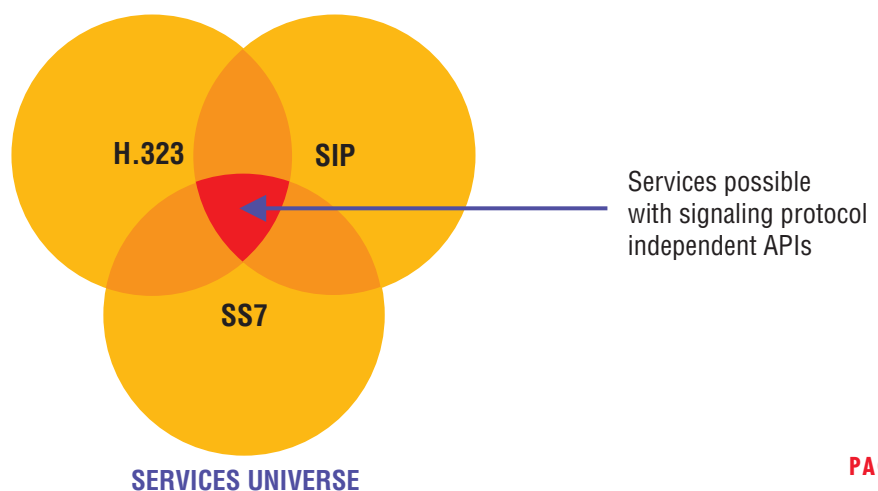 H.323
SIP
Services possible
with signaling protocol
independent APIs
SS7
PA
SERVICES UNIVERSE